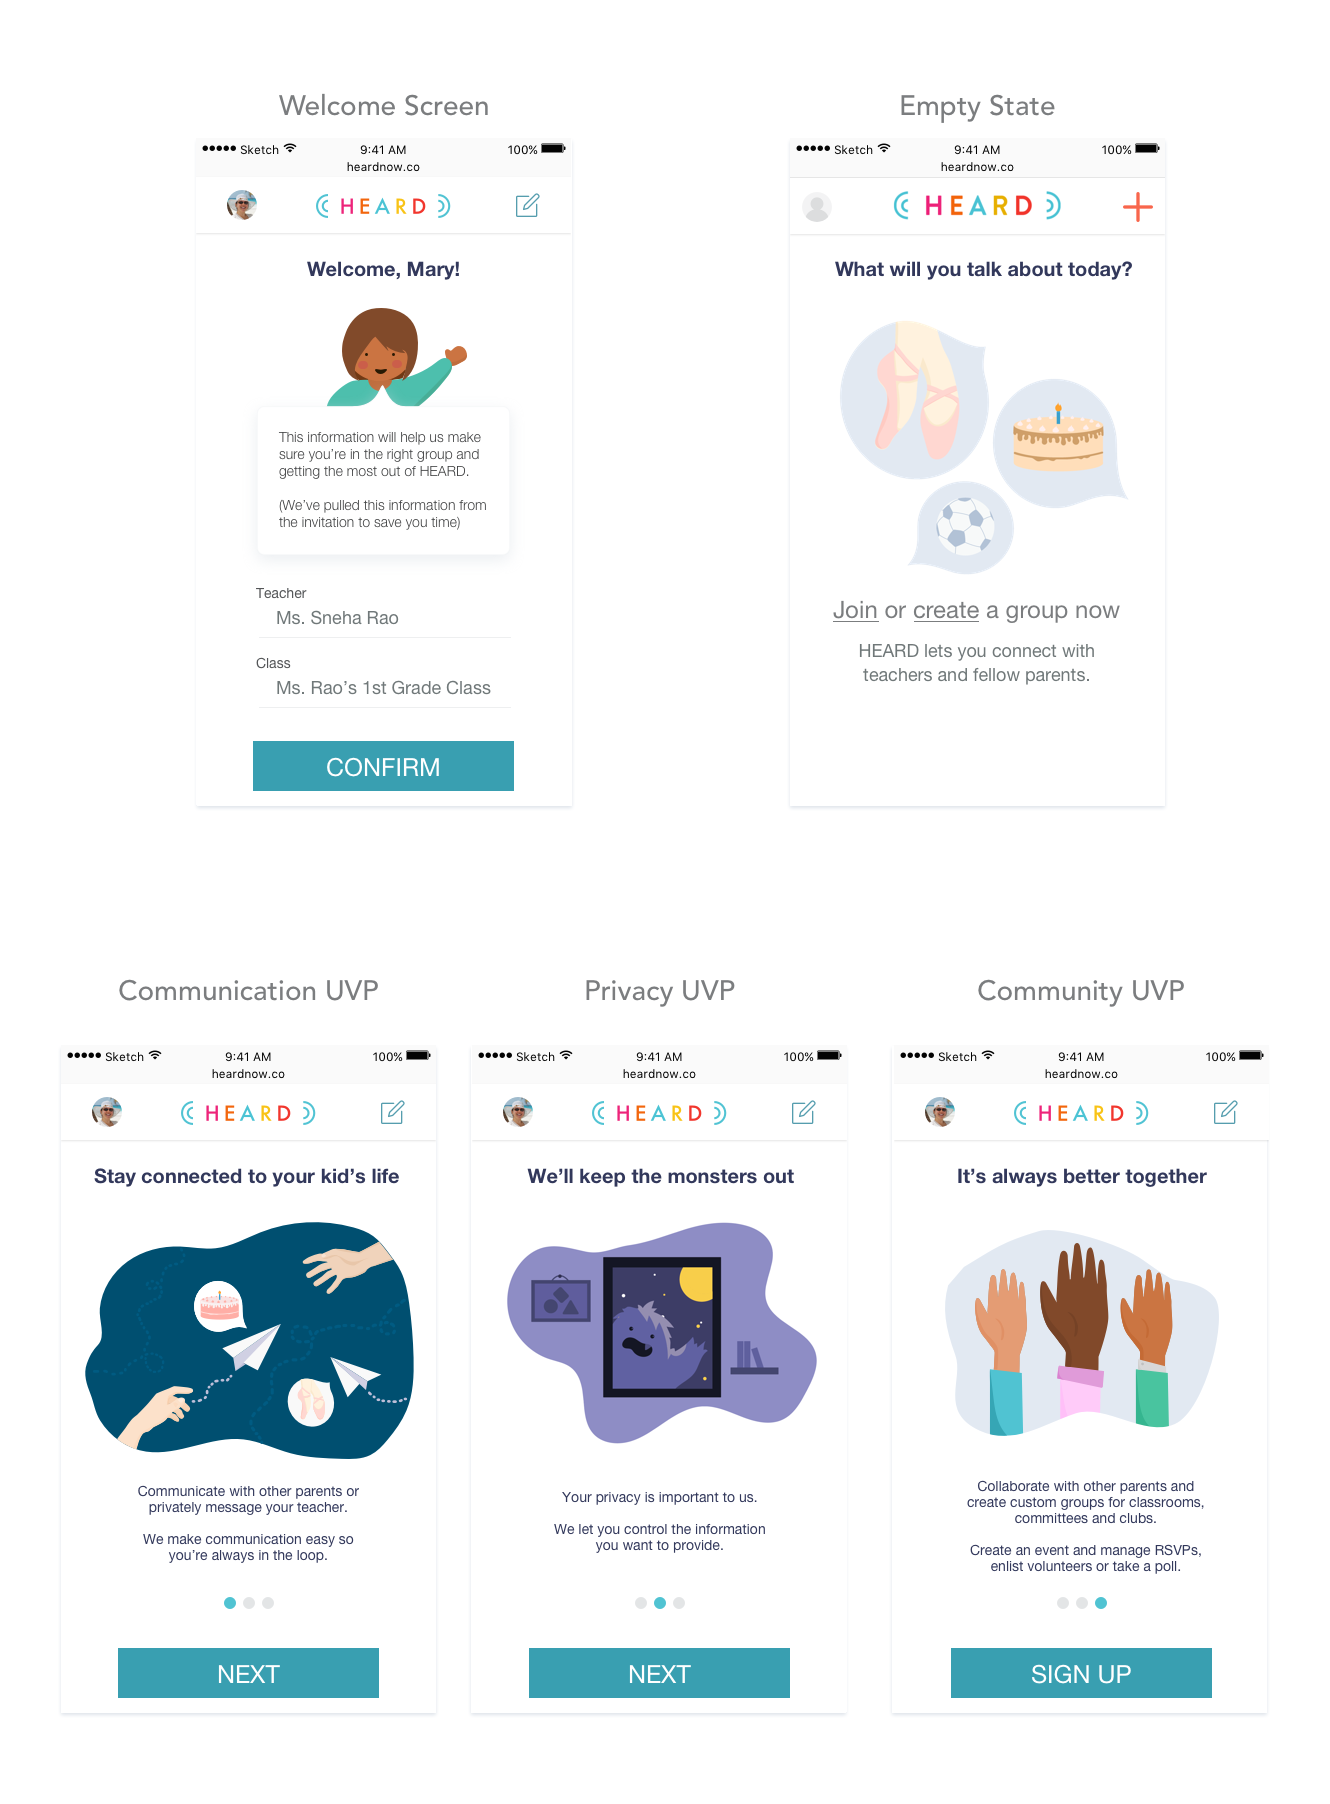 Welcome Screen
Sketch 9:41 AM 100%
heardnow.co
HEARD
Welcome, Mary!
This information will help us make
sure you're in the right group and
getting the most out of HEARD.
(We've pulled this information from
the invitation to save you time)
Teacher
Ms. Sneha Rao
Class
Ms. Rao's 1st Grade Class
CONFIRM
Empty State
Sketch 9:41 AM 100%
heardnow.co
HEARD
What will you talk about today?
Join or create a group now
HEARD lets you connect with
teachers and fellow parents.
Communication UVP
Sketch 9:41 AM 100%
heardnow.co
HEARD
Stay connected to your kid's life
Communicate with other parents or
privately message your teacher.
We make communication easy so
you're always in the loop.
NEXT
Privacy UVP
Sketch 9:41 AM 100%
heardnow.co
HEARD
We'll keep the monsters out
Your privacy is important to us.
We let you control the information
you want to provide.
NEXT
Community UVP
Sketch 9:41 AM 100%
heardnow.co
HEARD
It's always better together
Collaborate with other parents and
create custom groups for classrooms,
committees and clubs.
Create an event and manage RSVPs,
enlist volunteers or take a poll.
SIGN UP